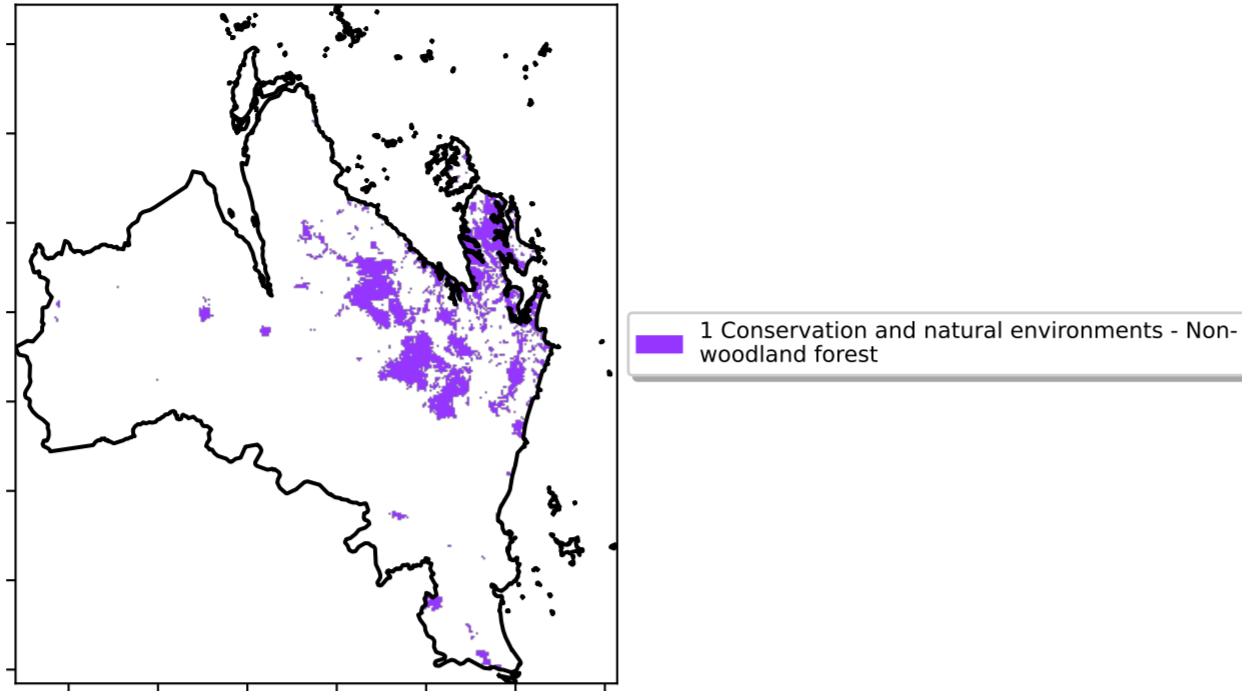 1 Conservation and natural environments - Non-
woodland forest